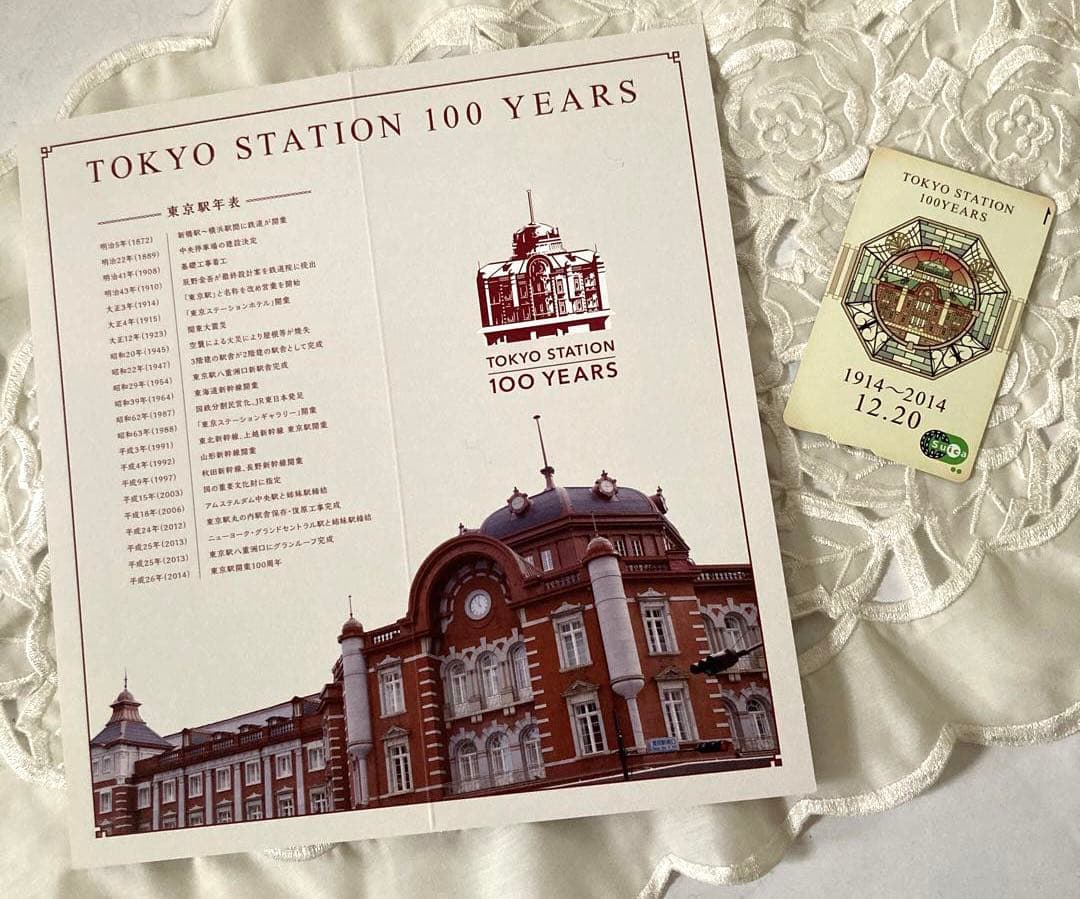 TOKYO STATION 100 YEARS
東京駅年表
明治5年(1872) 新橋駅～横浜駅間に鉄道が開業
明治22年(1889) 中央停車場の建設決定
明治41年(1908) 基礎工事着工
明治43年(1910) 辰野金吾が最終設計案を鉄道院に提出
大正3年(1914) 「東京駅」と名称を改め営業を開始
大正4年(1915) 「東京ステーションホテル」開業
大正12年(1923) 関東大震災
昭和20年(1945) 空襲による火災により屋根等が焼失
昭和22年(1947) 3階建の駅舎が2階建の駅舎として完成
昭和29年(1954) 東京駅八重洲口新駅舎完成
昭和39年(1964) 東海道新幹線開業
昭和62年(1987) 国鉄分割民営化、JR東日本発足
昭和63年(1988) 「東京ステーションギャラリー」開業
平成3年(1991) 東北新幹線、上越新幹線 東京駅開業
平成4年(1992) 山形新幹線開業
平成9年(1997) 秋田新幹線、長野新幹線開業
平成15年(2003) 国の重要文化財に指定
平成18年(2006) アムステルダム中央駅と姉妹駅締結
平成24年(2012) 東京駅丸の内駅舎保存・復原工事完成
平成25年(2013) ニューヨーク・グランドセントラル駅と姉妹駅締結
平成25年(2013) 東京駅八重洲口にグランルーフ完成
平成26年(2014) 東京駅開業100周年
TOKYO STATION
100 YEARS
TOKYO STATION
100YEARS
1914～2014
12.20
Suica